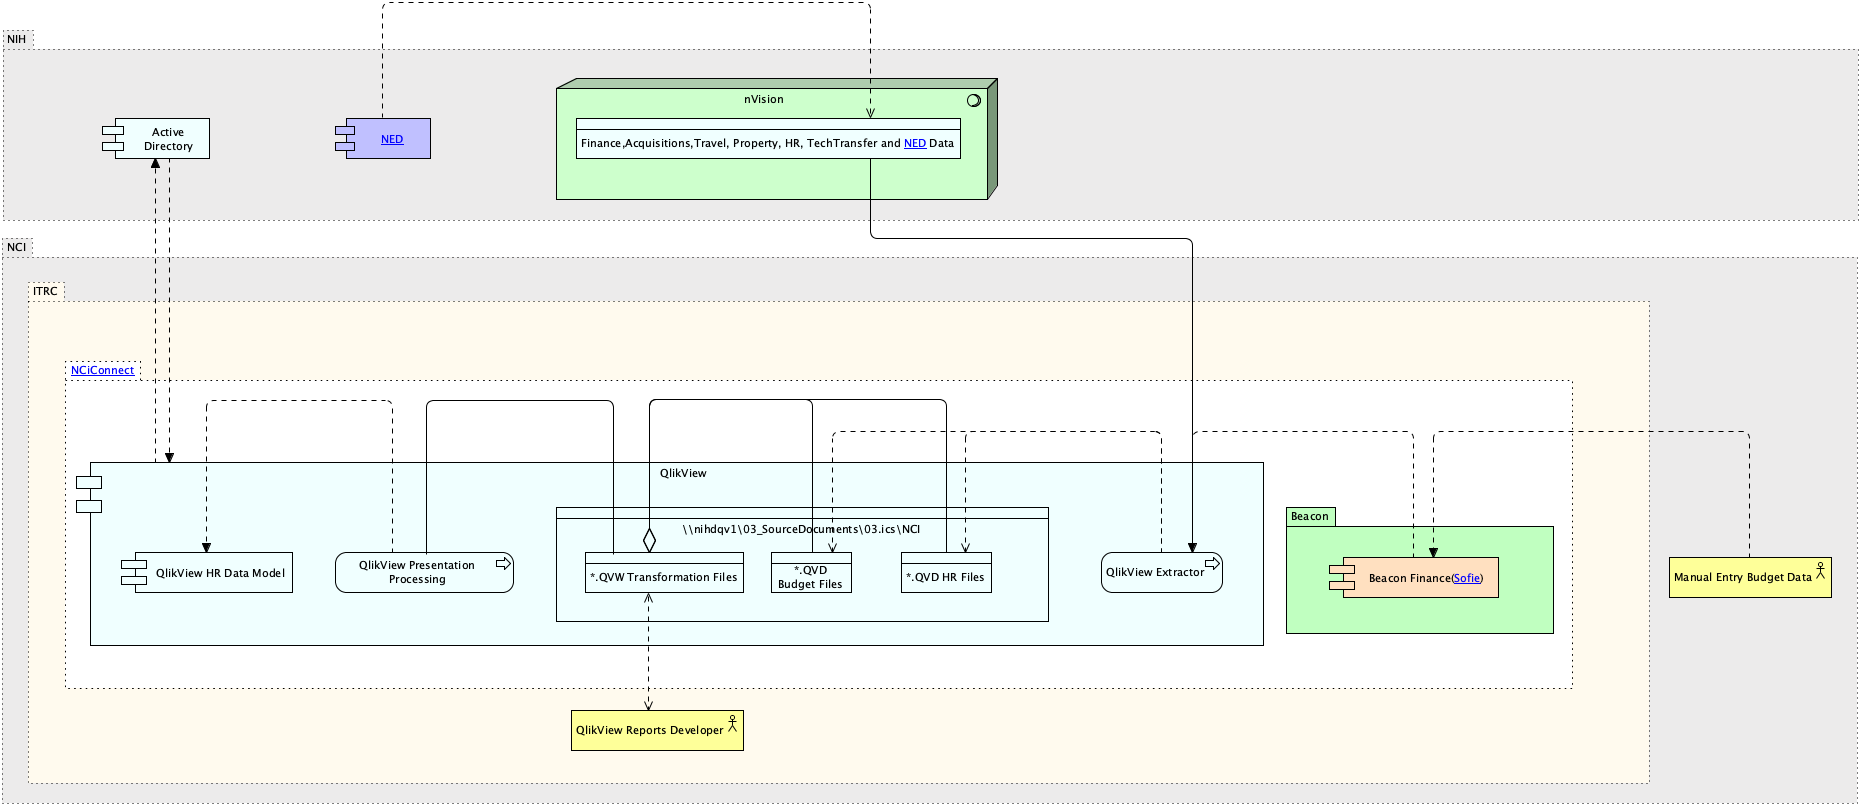 NIH
nVision
Active
Directory
NED
Finance,Acquisitions,Travel, Property, HR, TechTransfer and NED Data
NCI
ITRC
NCiConnect
QlikView
\\nihdqv1\03_SourceDocuments\03.ics\NCI
Beacon
QlikView HR Data Model
QlikView Presentation
Processing
*.QVW Transformation Files
*.QVD
Budget Files
*.QVD HR Files
QlikView Extractor
Beacon Finance(Sofie)
Manual Entry Budget Data
QlikView Reports Developer